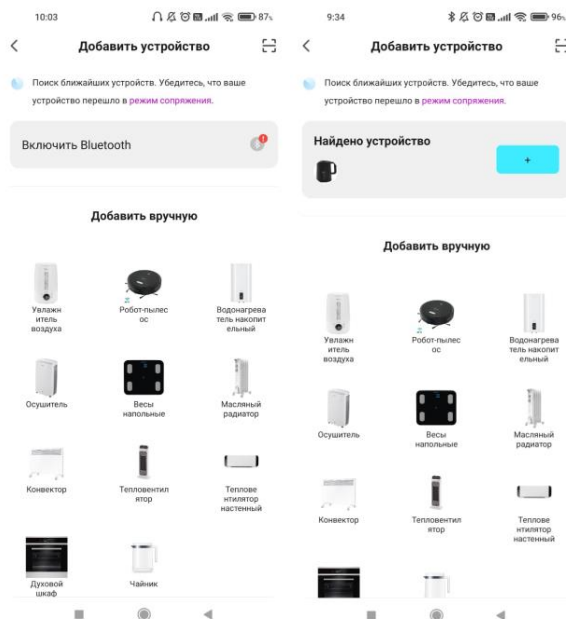 10:03
87%
Добавить устройство
Поиск ближайших устройств. Убедитесь, что ваше
устройство перешло в режим сопряжения.
Включить Bluetooth
Добавить вручную
Увлажн
итель
воздуха
Робот-пылес
ос
Водонагрева
тель накопит
ельный
Осушитель
Весы
напольные
Масляный
радиатор
Конвектор
Тепловентил
ятор
Теплове
нтилятор
настенный
Духовой
шкаф
Чайник
9:34
96%
Добавить устройство
Поиск ближайших устройств. Убедитесь, что ваше
устройство перешло в режим сопряжения.
Найдено устройство
+
Добавить вручную
Увлажн
итель
воздуха
Робот-пылес
ос
Водонагрева
тель накопит
ельный
Осушитель
Весы
напольные
Масляный
радиатор
Конвектор
Тепловентил
ятор
Теплове
нтилятор
настенный